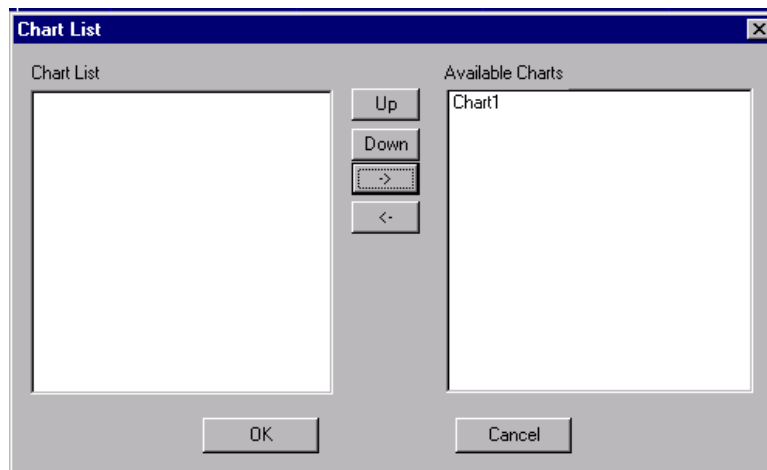 Chart List
Chart List
Available Charts
Chart1
Up
Down
->
<-
OK
Cancel